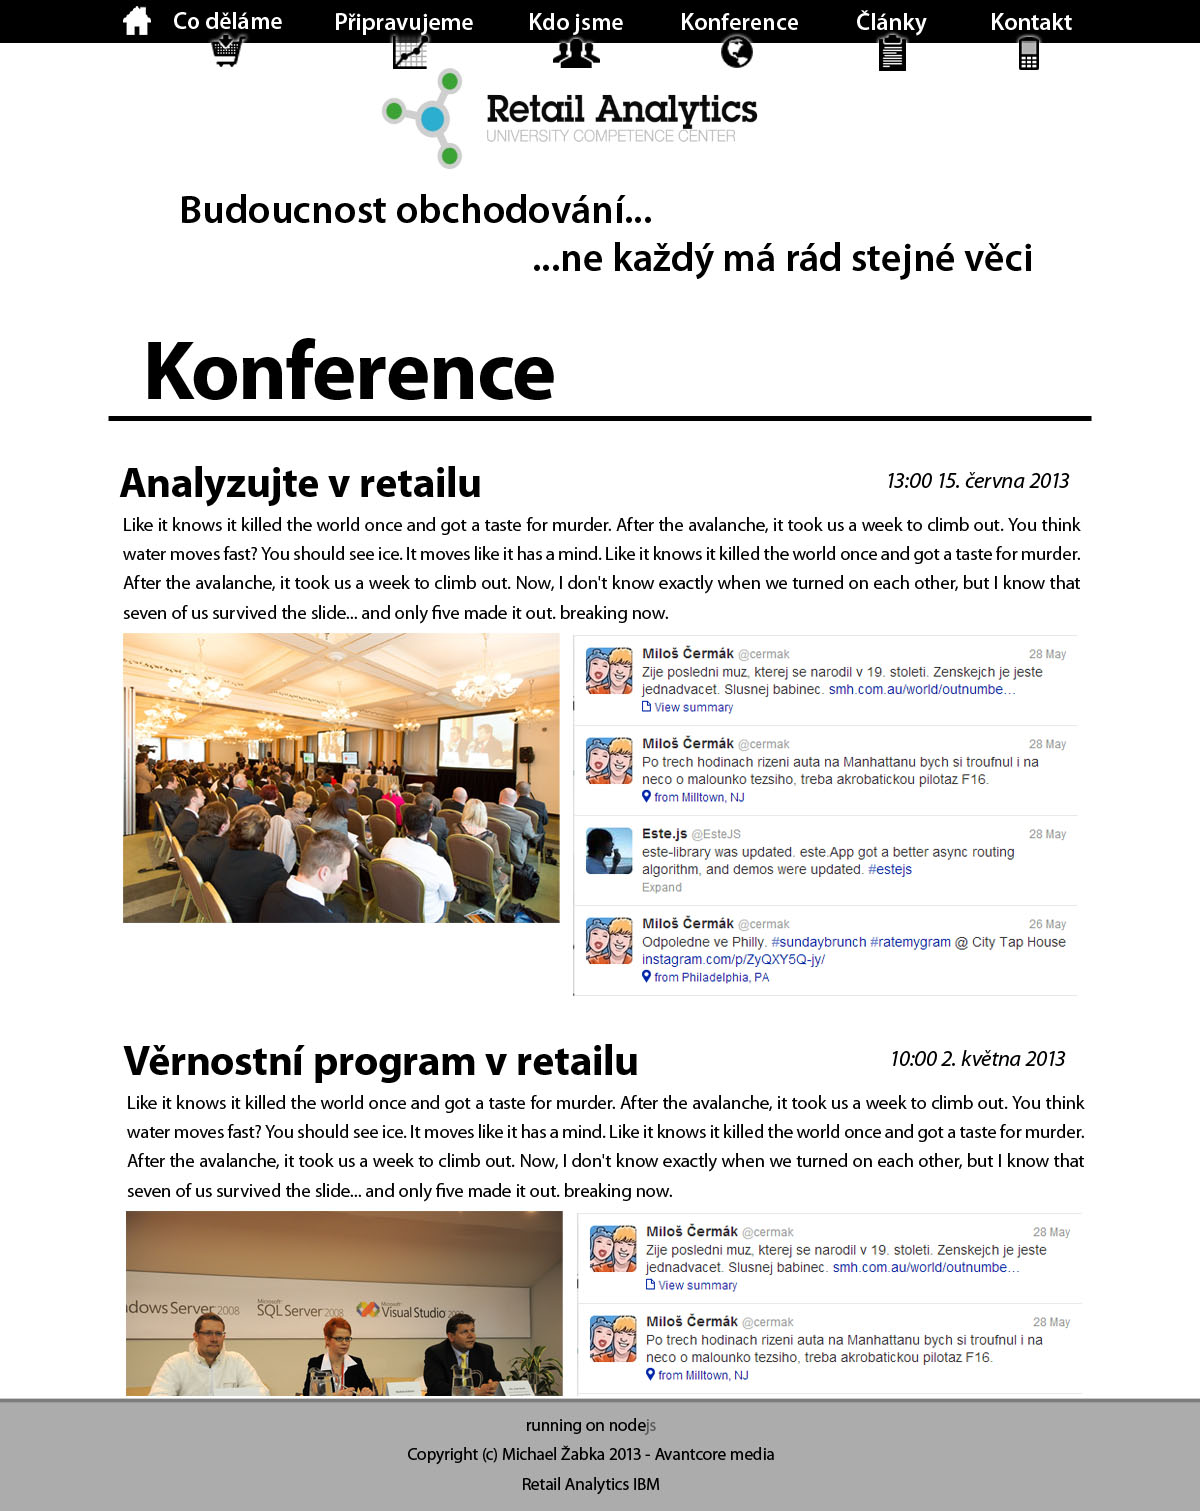 Co děláme Připravujeme Kdo jsme Konference Články Kontakt
Retail Analytics
UNIVERSITY COMPETENCE CENTER
Budoucnost obchodování...
...ne každý má rád stejné věci
Konference
Analyzujte v retailu
13:00 15. června 2013
Like it knows it killed the world once and got a taste for murder. After the avalanche, it took us a week to climb out. You think
water moves fast? You should see ice. It moves like it has a mind. Like it knows it killed the world once and got a taste for murder.
After the avalanche, it took us a week to climb out. Now, I don't know exactly when we turned on each other, but I know that
seven of us survived the slide... and only five made it out. breaking now.
Miloš Čermák @cermak 28 May
Zije posledni muz, kterej se narodil v 19. stoleti. Zenskejch je jeste
jednadvacet. Slusnej babinec. smh.com.au/world/outnumbe…
View summary
Miloš Čermák @cermak 28 May
Po trech hodinach rizeni auta na Manhattanu bych si troufnul i na
neco o malounko tezsiho, treba akrobatickou pilotaz F16.
from Milltown, NJ
Este.js @EsteJS 28 May
este-library was updated. este.App got a better async routing
algorithm, and demos were updated. #estejs
Expand
Miloš Čermák @cermak 26 May
Odpoledne ve Philly. #sundaybrunch #ratemygram @ City Tap House
instagram.com/p/ZyQXY5Q-jy/
from Philadelphia, PA
Věrnostní program v retailu
10:00 2. května 2013
Like it knows it killed the world once and got a taste for murder. After the avalanche, it took us a week to climb out. You think
water moves fast? You should see ice. It moves like it has a mind. Like it knows it killed the world once and got a taste for murder.
After the avalanche, it took us a week to climb out. Now, I don't know exactly when we turned on each other, but I know that
seven of us survived the slide... and only five made it out. breaking now.
dows Server 2008
Microsoft SQL Server 2008
Microsoft Visual Studio 2008
Miloš Čermák @cermak 28 May
Zije posledni muz, kterej se narodil v 19. stoleti. Zenskejch je jeste
jednadvacet. Slusnej babinec. smh.com.au/world/outnumbe…
View summary
Miloš Čermák @cermak 28 May
Po trech hodinach rizeni auta na Manhattanu bych si troufnul i na
neco o malounko tezsiho, treba akrobatickou pilotaz F16.
from Milltown, NJ
running on nodejs
Copyright (c) Michael Žabka 2013 - Avantcore media
Retail Analytics IBM